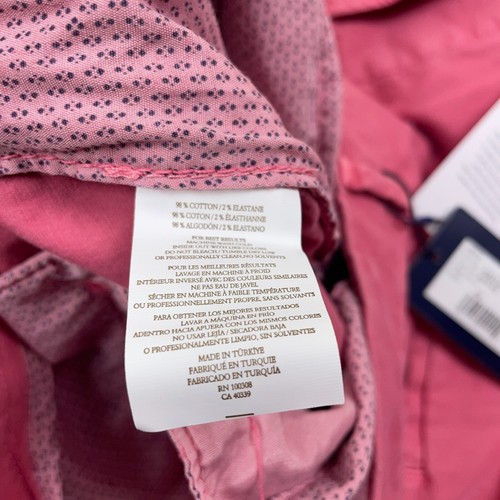 98 % COTTON / 2 % ELASTANE
98 % COTON / 2 % ÉLASTHANNE
98 % ALGODÓN / 2 % ELASTANO
FOR BEST RESULTS
MACHINE WASH COLD
INSIDE OUT WITH LIKE COLORS
DO NOT BLEACH / TUMBLE DRY LOW
OR PROFESSIONALLY CLEAN, NO SOLVENTS
POUR LES MEILLEURES RÉSULTATS
LAVAGE EN MACHINE À FROID
INTÉRIEUR INVERSÉ AVEC DES COULEURS SIMILAIRES
NE PAS EAU DE JAVEL
SÉCHER EN MACHINE À FAIBLE TEMPÉRATURE
OU PROFESSIONNELLEMENT PROPRE, SANS SOLVANTS
PARA OBTENER LOS MEJORES RESULTADOS
LAVAR A MÁQUINA EN FRÍO
ADENTRO HACIA AFUERA CON LOS MISMOS COLORES
NO USAR LEJÍA / SECADORA BAJA
O PROFESIONALMENTE LIMPIO, SIN SOLVENTES
MADE IN TÜRKİYE
FABRIQUÉ EN TURQUIE
FABRICADO EN TURQUÍA
RN 100308
CA 40339